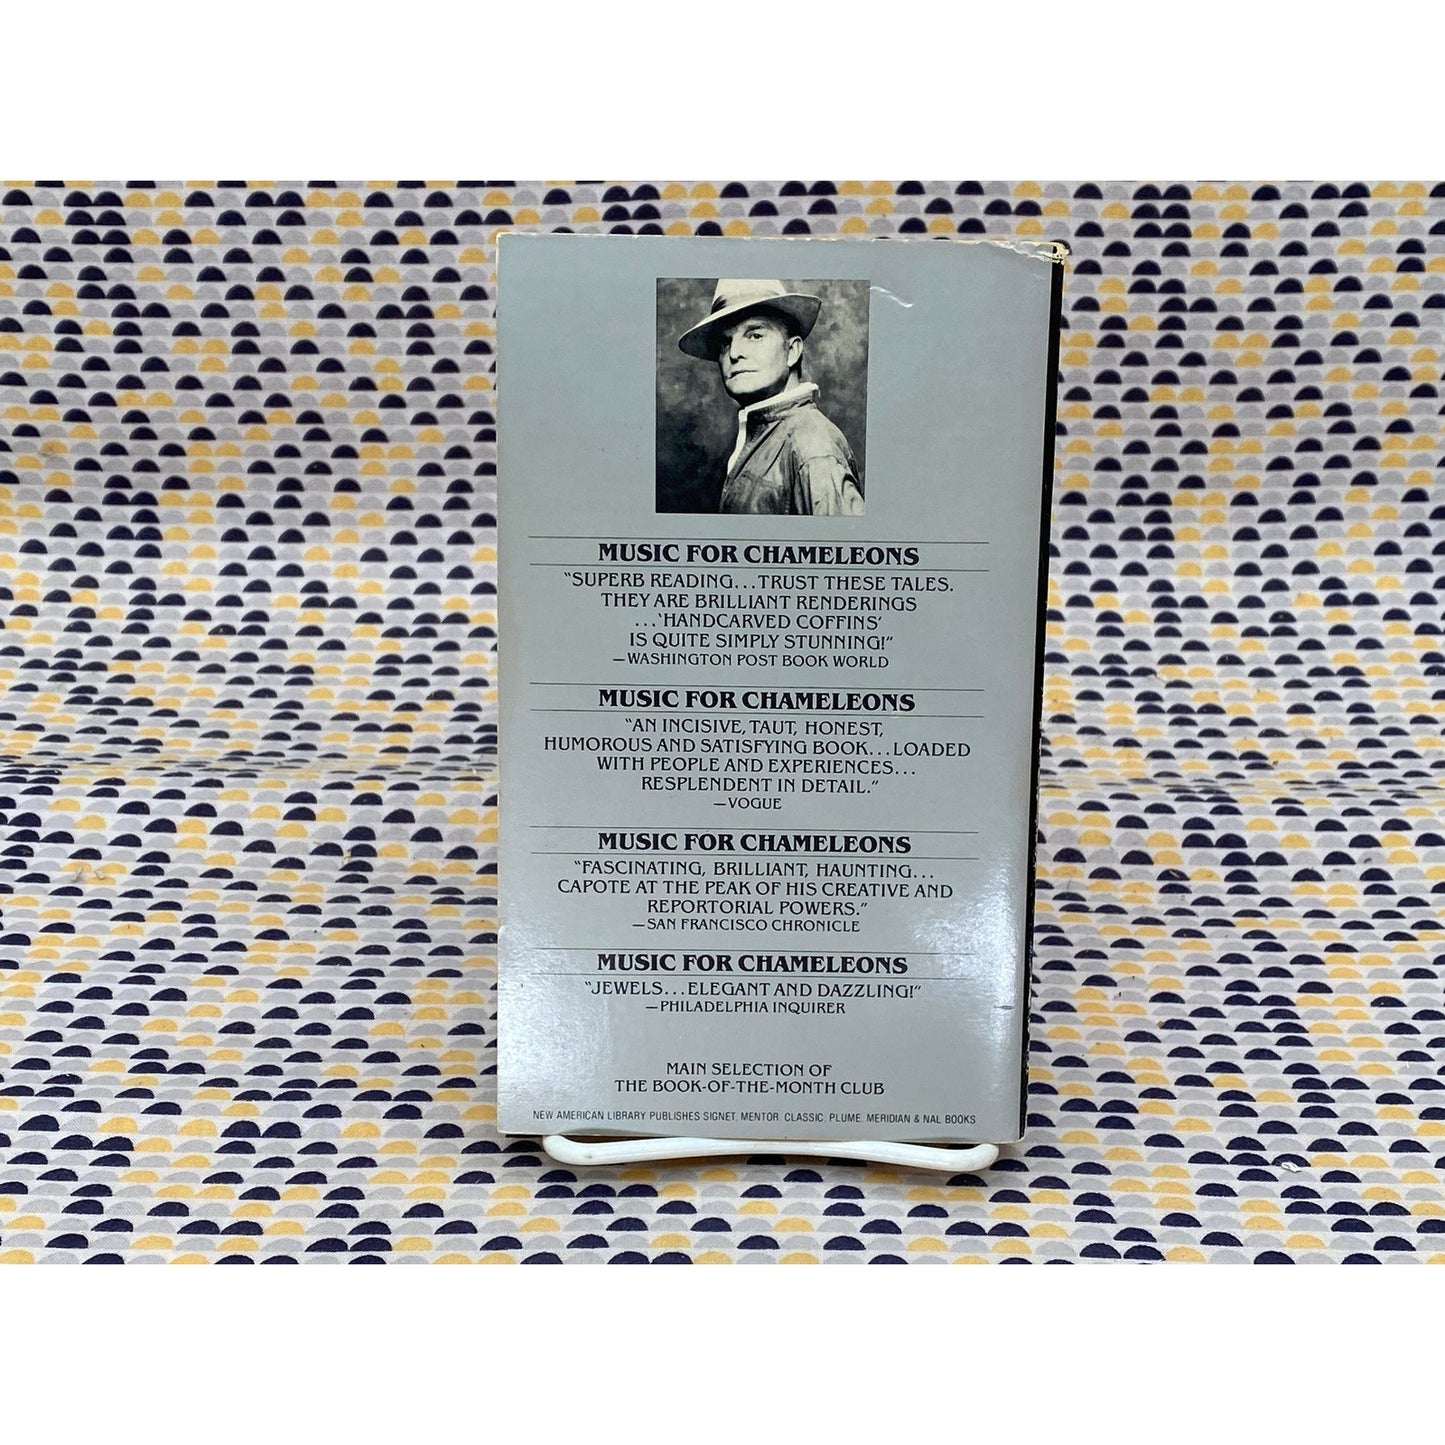 MUSIC FOR CHAMELEONS
"SUPERB READING...TRUST THESE TALES.
THEY ARE BRILLIANT RENDERINGS
...'HANDCARVED COFFINS'
IS QUITE SIMPLY STUNNING!"
—WASHINGTON POST BOOK WORLD
MUSIC FOR CHAMELEONS
"AN INCISIVE, TAUT, HONEST,
HUMOROUS AND SATISFYING BOOK...LOADED
WITH PEOPLE AND EXPERIENCES...
RESPLENDENT IN DETAIL."
—VOGUE
MUSIC FOR CHAMELEONS
"FASCINATING, BRILLIANT, HAUNTING...
CAPOTE AT THE PEAK OF HIS CREATIVE AND
REPORTORIAL POWERS."
—SAN FRANCISCO CHRONICLE
MUSIC FOR CHAMELEONS
"JEWELS...ELEGANT AND DAZZLING!"
—PHILADELPHIA INQUIRER
MAIN SELECTION OF
THE BOOK-OF-THE-MONTH CLUB
NEW AMERICAN LIBRARY PUBLISHES SIGNET, MENTOR, CLASSIC, PLUME, MERIDIAN & NAL BOOKS